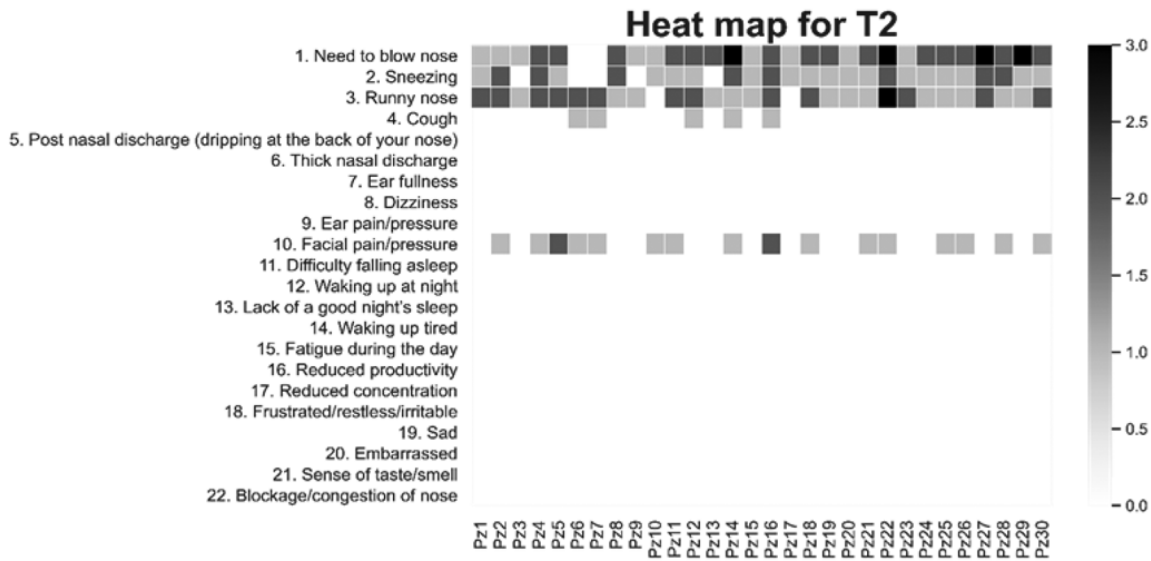 Heat map for T2
1. Need to blow nose
2. Sneezing
3. Runny nose
4. Cough
5. Post nasal discharge (dripping at the back of your nose)
6. Thick nasal discharge
7. Ear fullness
8. Dizziness
9. Ear pain/pressure
10. Facial pain/pressure
11. Difficulty falling asleep
12. Waking up at night
13. Lack of a good night's sleep
14. Waking up tired
15. Fatigue during the day
16. Reduced productivity
17. Reduced concentration
18. Frustrated/restless/irritable
19. Sad
20. Embarrassed
21. Sense of taste/smell
22. Blockage/congestion of nose
Pz1
Pz2
Pz3
Pz4
Pz5
Pz6
Pz7
Pz8
Pz9
Pz10
Pz11
Pz12
Pz13
Pz14
Pz15
Pz16
Pz17
Pz18
Pz19
Pz20
Pz21
Pz22
Pz23
Pz24
Pz25
Pz26
Pz27
Pz28
Pz29
Pz30
3.0
2.5
2.0
1.5
1.0
0.5
0.0